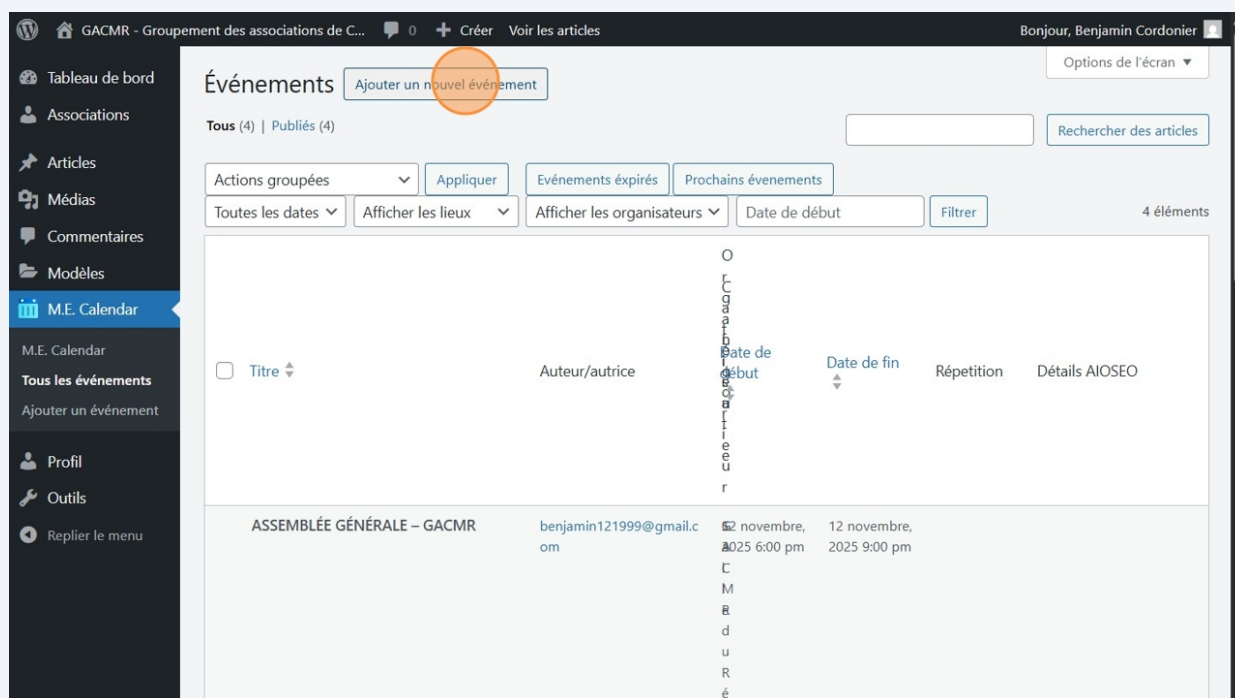 GACMR - Groupement des associations de C... 0 Créer Voir les articles Bonjour, Benjamin Cordonier
Options de l'écran ▼
Tableau de bord
Associations
Articles
Médias
Commentaires
Modèles
M.E. Calendar
M.E. Calendar
Tous les événements
Ajouter un événement
Profil
Outils
Replier le menu
Événements Ajouter un nouvel événement
Tous (4) | Publiés (4)
Rechercher des articles
Actions groupées Appliquer Evénements éxpirés Prochains évenements
Toutes les dates Afficher les lieux Afficher les organisateurs Date de début Filtrer 4 éléments
Titre Auteur/autrice Date de début Date de fin Répetition Détails AIOSEO
ASSEMBLÉE GÉNÉRALE – GACMR benjamin121999@gmail.c 12 novembre, 12 novembre,
om 2025 6:00 pm 2025 9:00 pm